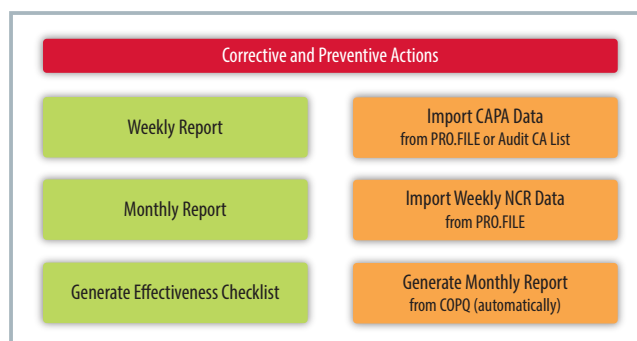 Corrective and Preventive Actions
Weekly Report
Import CAPA Data
from PRO.FILE or Audit CA List
Monthly Report
Import Weekly NCR Data
from PRO.FILE
Generate Effectiveness Checklist
Generate Monthly Report
from COPQ (automatically)